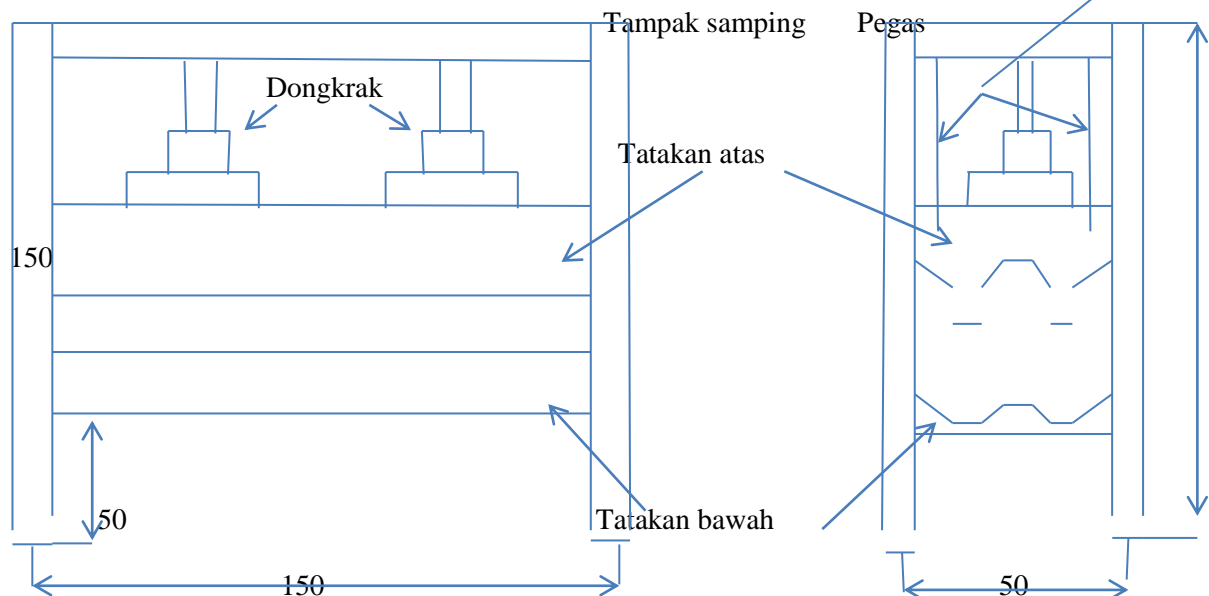 Tampak samping
Pegas
Dongkrak
Tatakan atas
150
50
Tatakan bawah
150
50